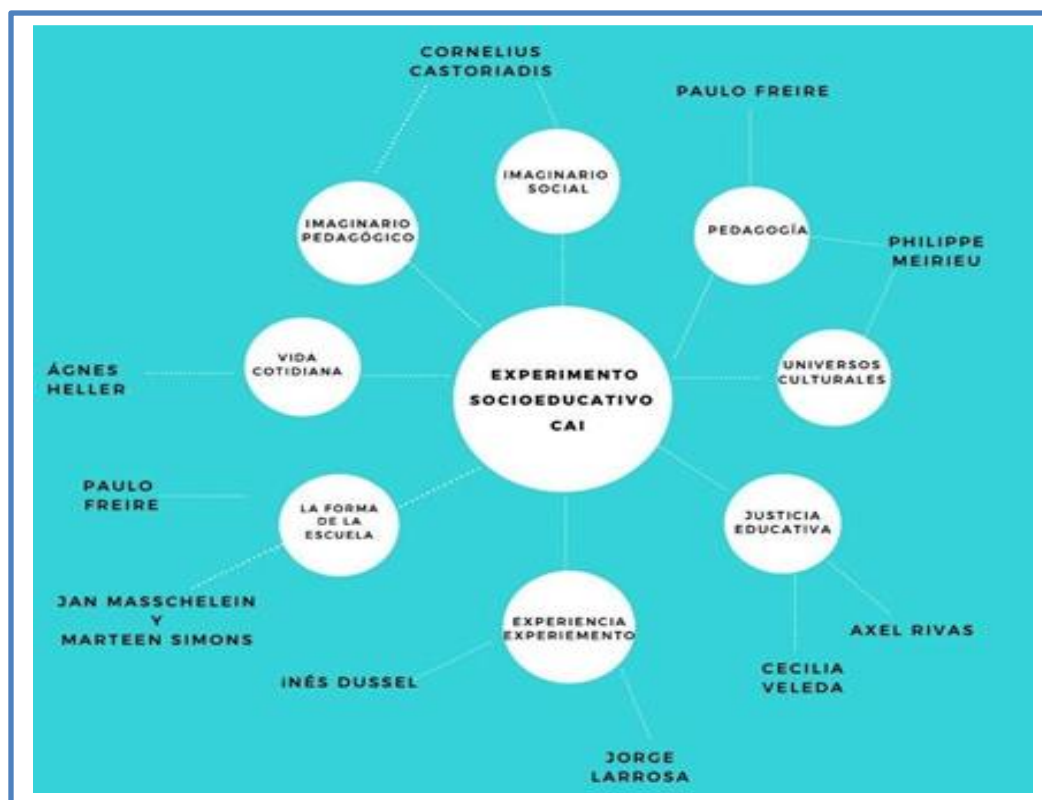 CORNELIUS
CASTORIADIS
PAULO FREIRE
IMAGINARIO
SOCIAL
IMAGINARIO
PEDAGÓGICO
PEDAGOGÍA
PHILIPPE
MEIRIEU
VIDA
COTIDIANA
ÁGNES
HELLER
UNIVERSOS
CULTURALES
EXPERIMENTO
SOCIOEDUCATIVO
CAI
PAULO
FREIRE
LA FORMA
DE LA
ESCUELA
JUSTICIA
EDUCATIVA
JAN MASSCHELEIN
Y
MARTEEN SIMONS
EXPERIENCIA
EXPERIEMENTO
AXEL RIVAS
INÉS DUSSEL
CECILIA
VELEDA
JORGE
LARROSA